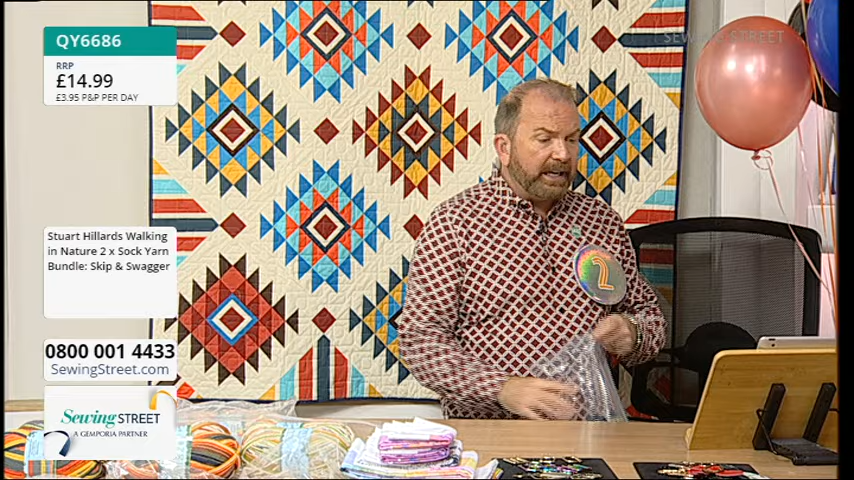 QY6686
RRP
£14.99
£3.95 P&P PER DAY
SEWING STREET
Stuart Hillards Walking
in Nature 2 x Sock Yarn
Bundle: Skip & Swagger
2
0800 001 4433
SewingStreet.com
Sewing STREET
A GEMPORIA PARTNER